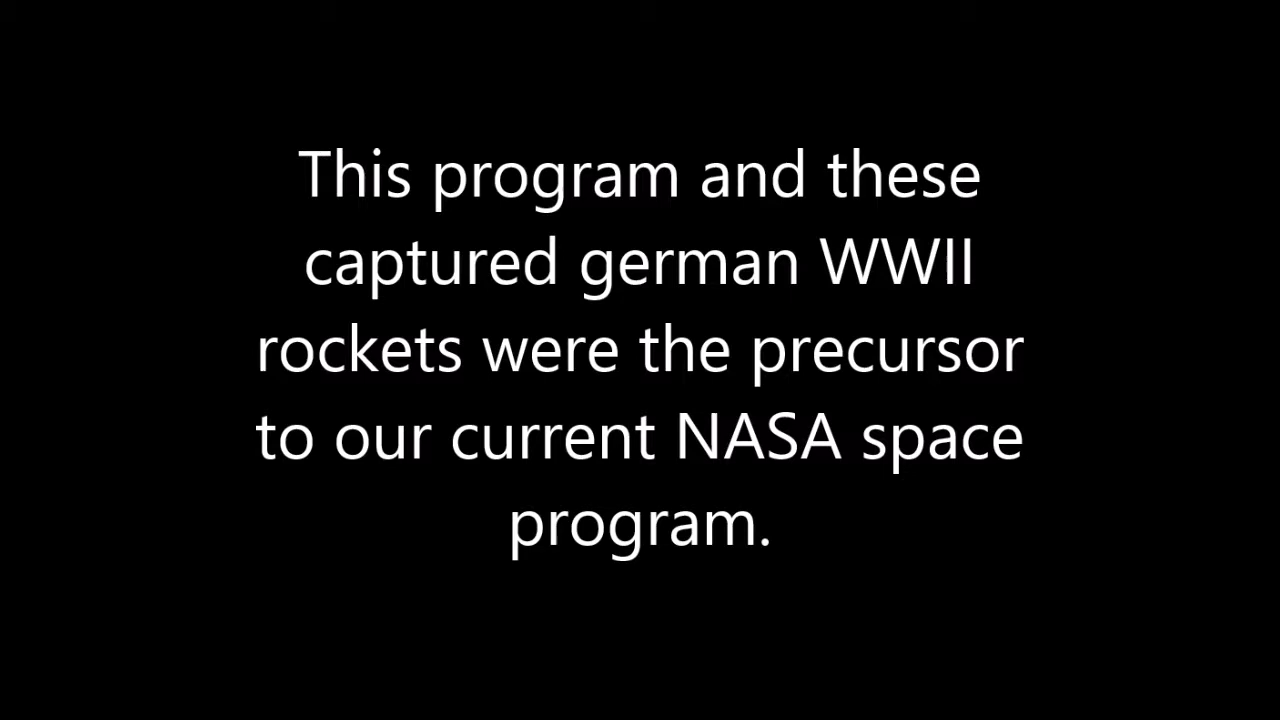 This program and these
captured german WWII
rockets were the precursor
to our current NASA space
program.